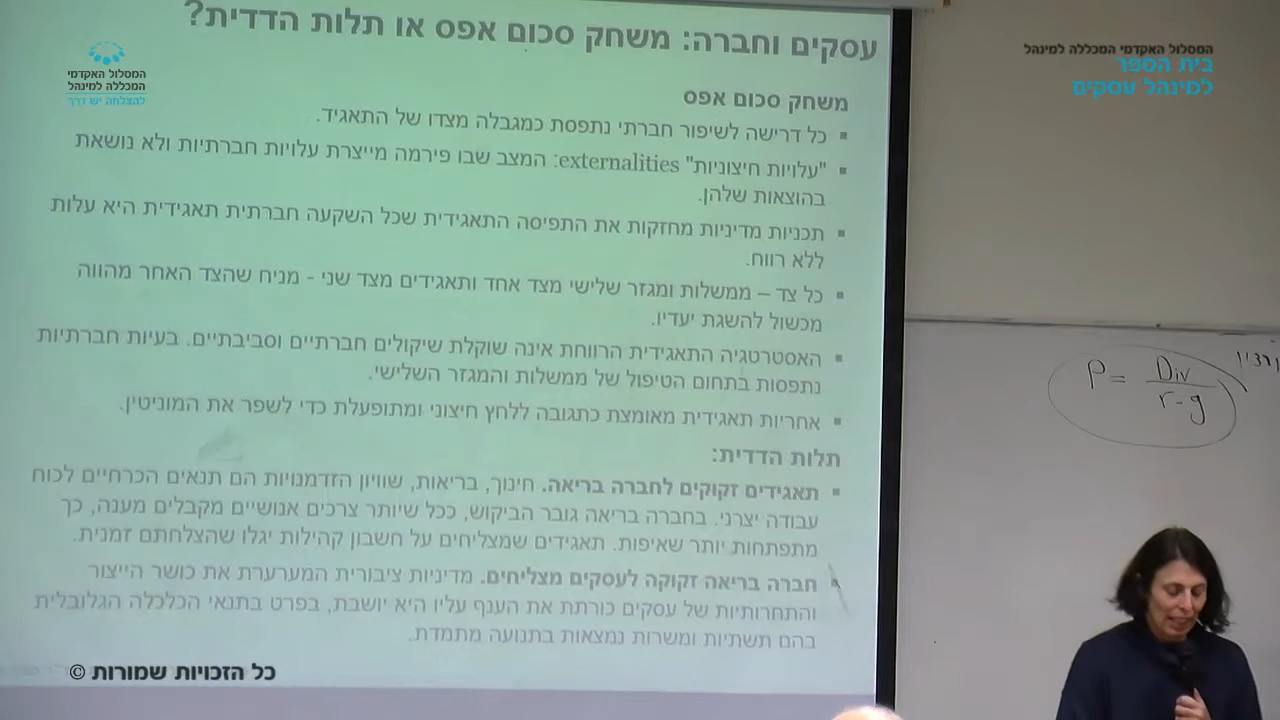 עסקים וחברה: משחק סכום אפס או תלות הדדית?
המסלול האקדמי
המכללה למינהל
להצלחה יש דרך
המסלול האקדמי המכללה למינהל
בית הספר
למינהל עסקים
משחק סכום אפס
כל דרישה לשיפור חברתי נתפסת כמגבלה מצדו של התאגיד.
"עלויות חיצוניות" externalities: המצב שבו פירמה מייצרת עלויות חברתיות ולא נושאת
בהוצאות שלהן.
תכניות מדיניות מחזקות את התפיסה התאגידית שכל השקעה חברתית תאגידית היא עלות
ללא רווח.
כל צד – ממשלות ומגזר שלישי מצד אחד ותאגידים מצד שני - מניח שהצד האחר מהווה
מכשול להשגת יעדיו.
האסטרטגיה התאגידית הרווחת אינה שוקלת שיקולים חברתיים וסביבתיים. בעיות חברתיות
נתפסות בתחום הטיפול של ממשלות והמגזר השלישי.
אחריות תאגידית מאומצת כתגובה ללחץ חיצוני ומתופעלת כדי לשפר את המוניטין.
תלות הדדית:
תאגידים זקוקים לחברה בריאה. חינוך, בריאות, שוויון הזדמנויות הם תנאים הכרחיים לכוח
עבודה יצרני. בחברה בריאה גובר הביקוש, ככל שיותר צרכים אנושיים מקבלים מענה, כך
מתפתחות יותר שאיפות. תאגידים שמצליחים על חשבון קהילות יגלו שהצלחתם זמנית.
חברה בריאה זקוקה לעסקים מצליחים. מדיניות ציבורית המערערת את כושר הייצור
והתחרותיות של עסקים כורתת את הענף עליו היא יושבת, בפרט בתנאי הכלכלה הגלובלית
בהם תשתיות ומשרות נמצאות בתנועה מתמדת.
כל הזכויות שמורות ©
P = Div / r - g